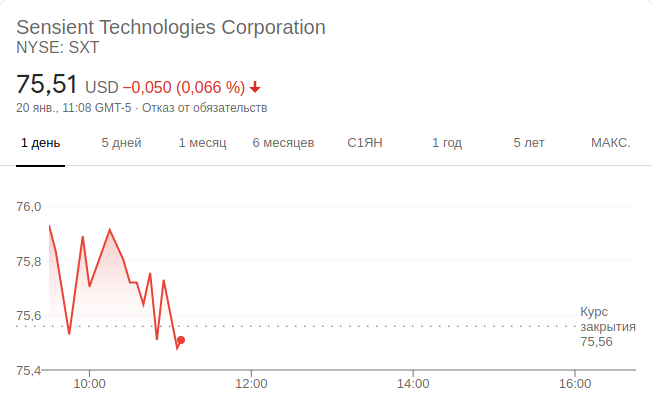 Sensient Technologies Corporation
NYSE: SXT
75,51 USD −0,050 (0,066 %)
20 янв., 11:08 GMT-5 · Отказ от обязательств
1 день 5 дней 1 месяц 6 месяцев С1ЯН 1 год 5 лет МАКС.
76,0
75,8
75,6
Курс
закрытия
75,56
75,4
10:00 12:00 14:00 16:00